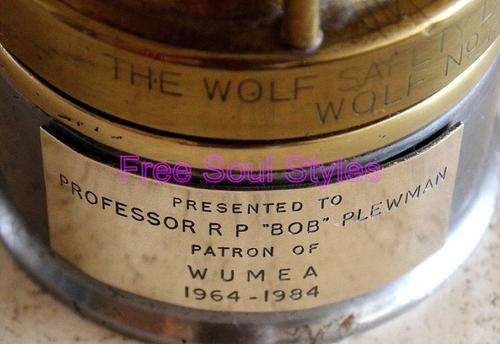 THE WOLF SAFETY
WOLF No
Free Soul Styles
PRESENTED TO
PROFESSOR R P "BOB" PLEWMAN
PATRON OF
WUMEA
1964-1984